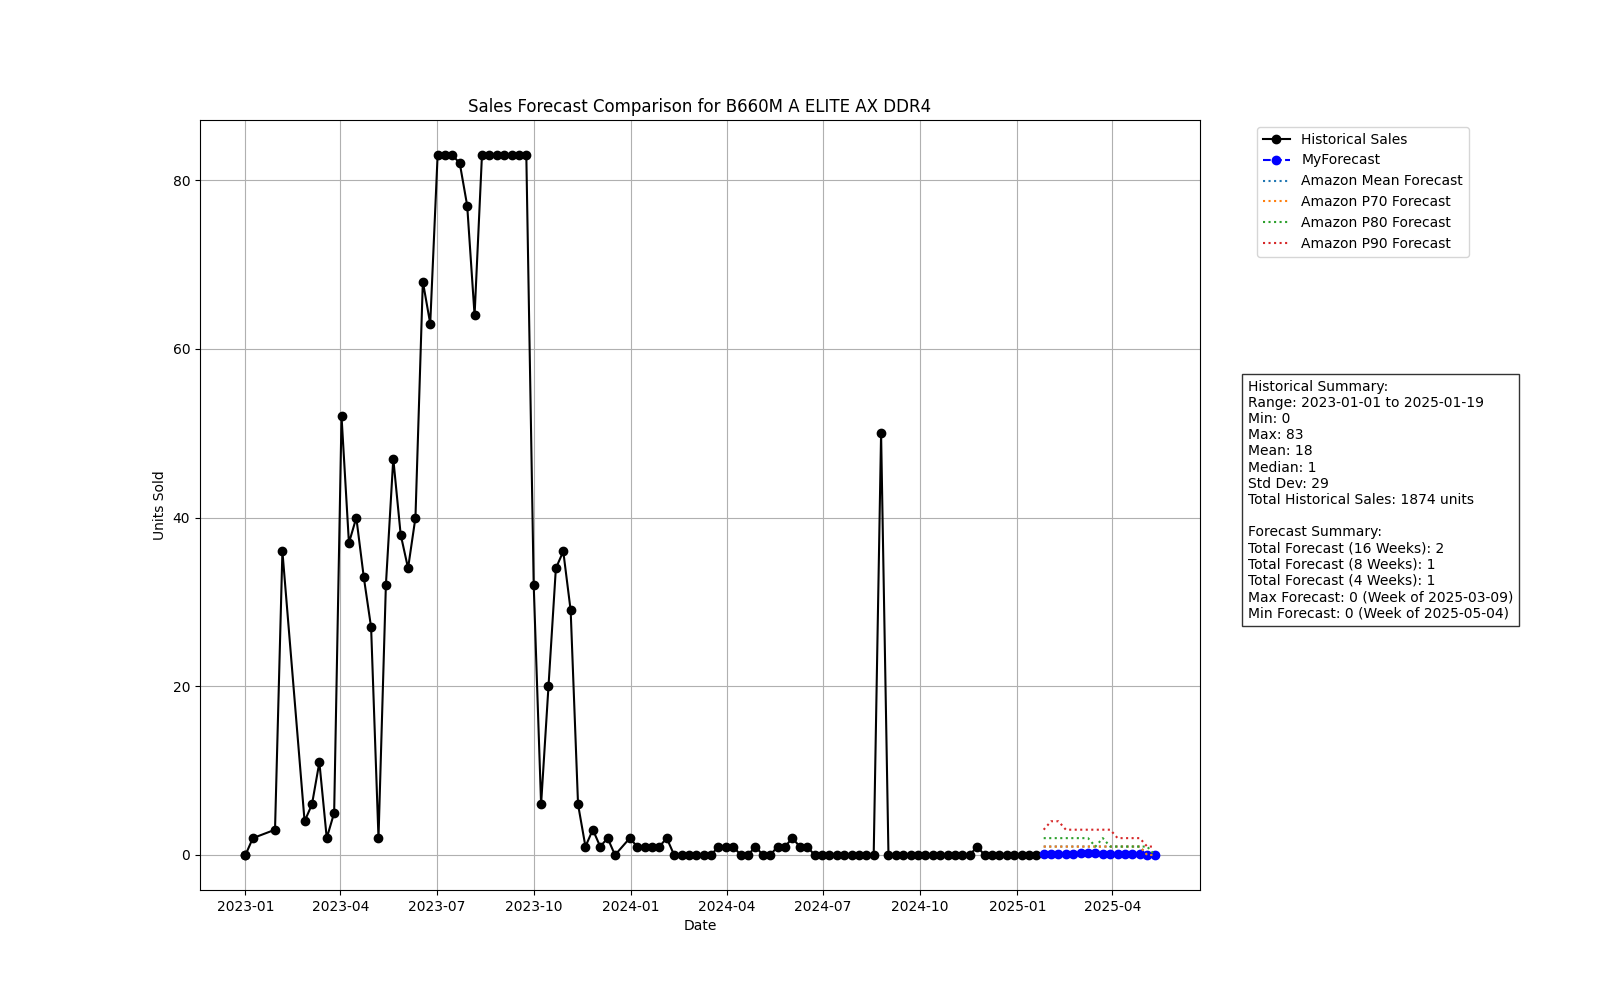 Sales Forecast Comparison for B660M A ELITE AX DDR4
Historical Sales
MyForecast
Amazon Mean Forecast
Amazon P70 Forecast
Amazon P80 Forecast
Amazon P90 Forecast
80
60
40
20
0
Units Sold
2023-01
2023-04
2023-07
2023-10
2024-01
2024-04
2024-07
2024-10
2025-01
2025-04
Date
Historical Summary:
Range: 2023-01-01 to 2025-01-19
Min: 0
Max: 83
Mean: 18
Median: 1
Std Dev: 29
Total Historical Sales: 1874 units
Forecast Summary:
Total Forecast (16 Weeks): 2
Total Forecast (8 Weeks): 1
Total Forecast (4 Weeks): 1
Max Forecast: 0 (Week of 2025-03-09)
Min Forecast: 0 (Week of 2025-05-04)